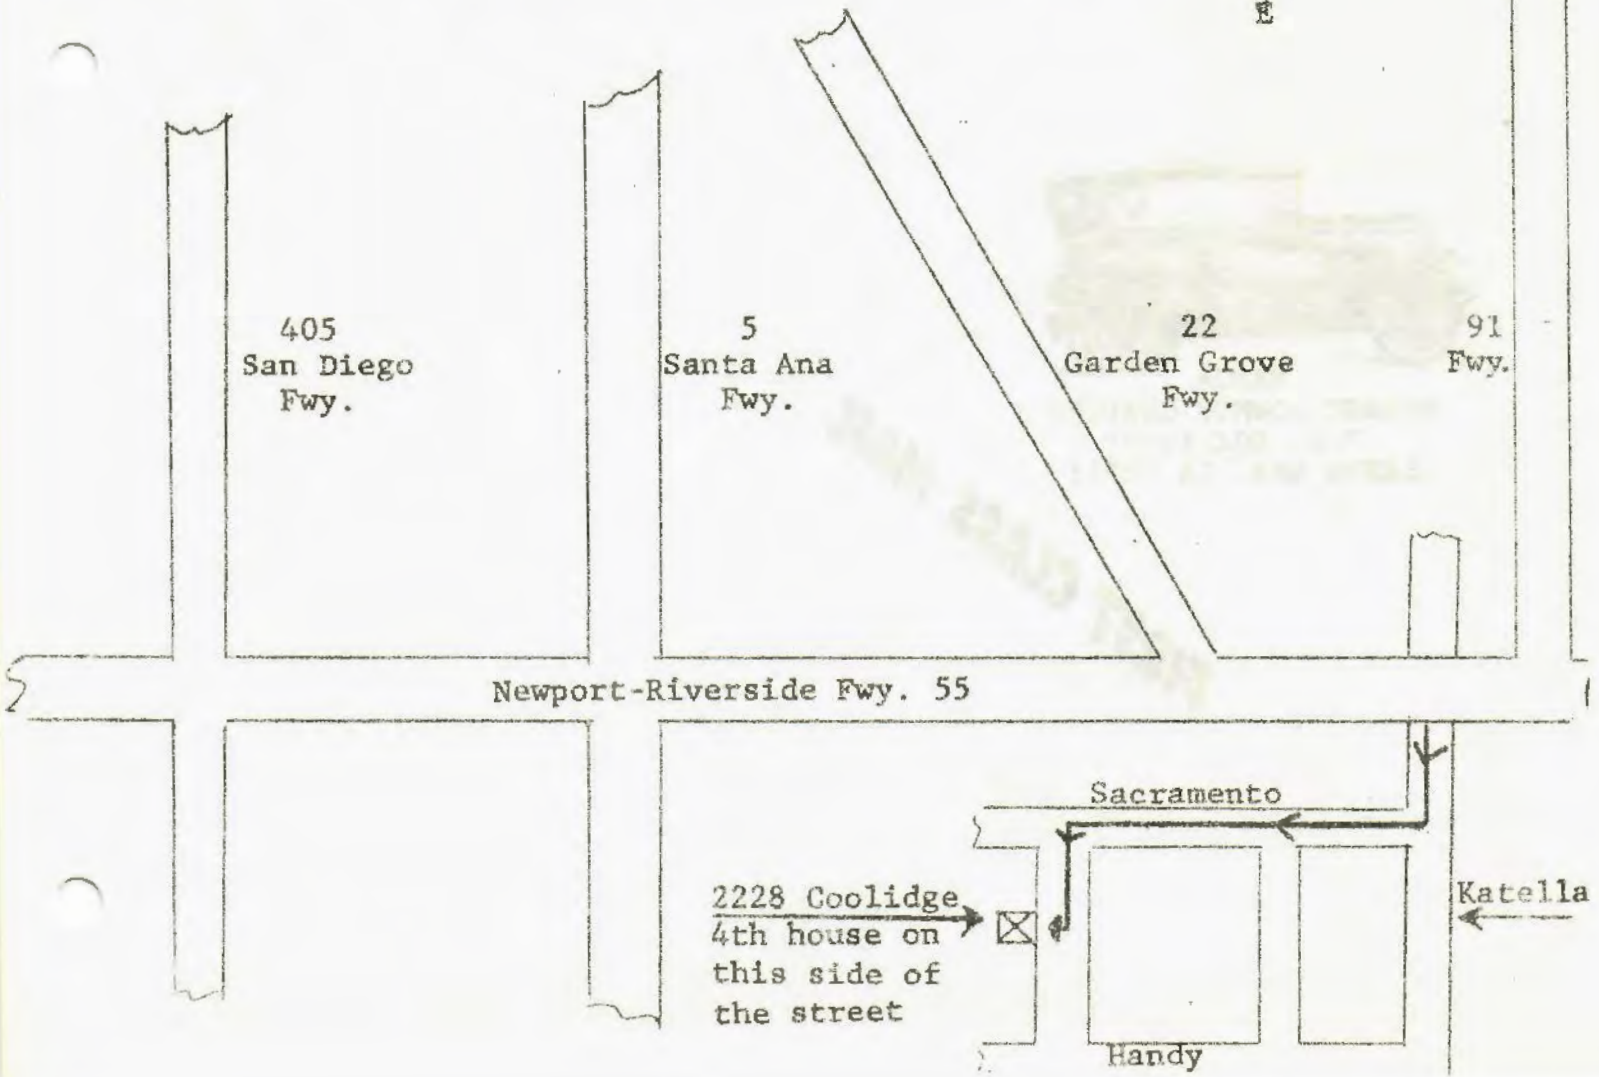 E
405
San Diego
Fwy.
5
Santa Ana
Fwy.
22
Garden Grove
Fwy.
91
Fwy.
Newport-Riverside Fwy. 55
Sacramento
2228 Coolidge
4th house on
this side of
the street
Katella
Handy